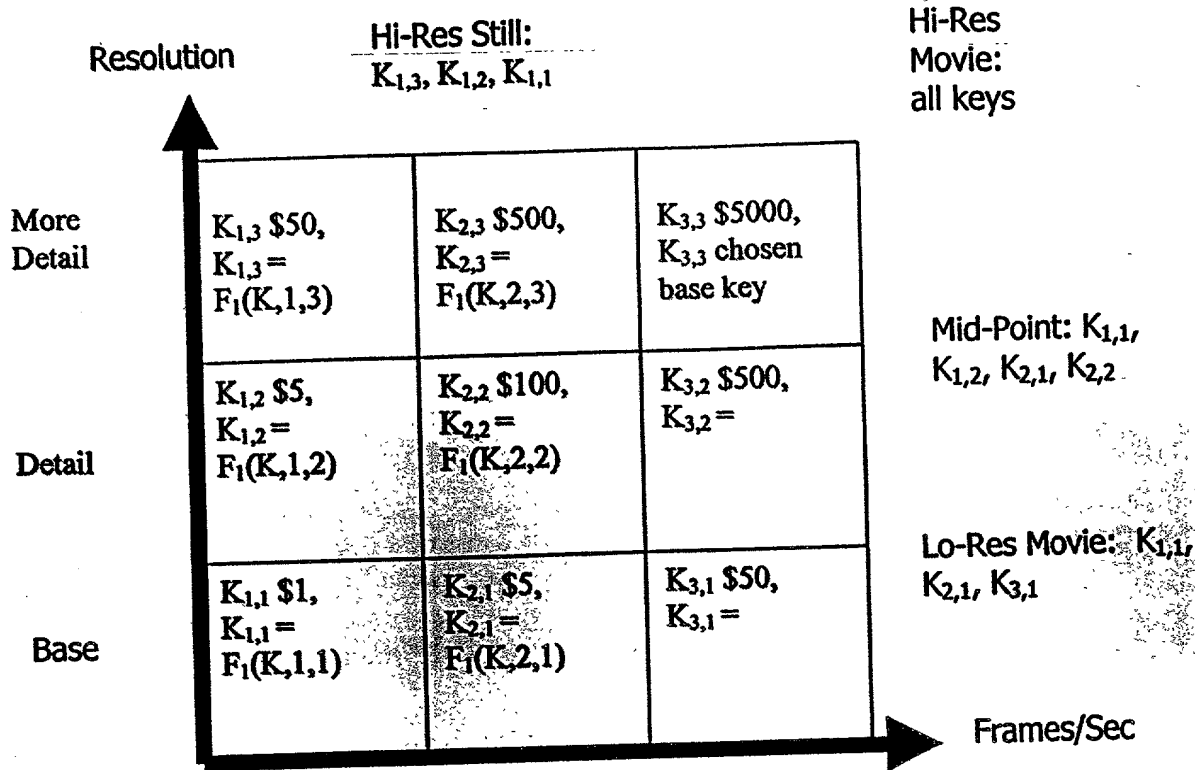 Resolution
Hi-Res Still:
K1,3, K1,2, K1,1
Hi-Res
Movie:
all keys
More
Detail
K1,3 $50,
K1,3=
F1(K,1,3)
K2,3 $500,
K2,3=
F1(K,2,3)
K3,3 $5000,
K3,3 chosen
base key
Mid-Point: K1,1,
K1,2, K2,1, K2,2
Detail
K1,2 $5,
K1,2=
F1(K,1,2)
K2,2 $100,
K2,2=
F1(K,2,2)
K3,2 $500,
K3,2=
Lo-Res Movie: K1,1,
K2,1, K3,1
Base
K1,1 $1,
K1,1=
F1(K,1,1)
K2,1 $5,
K2,1=
F1(K,2,1)
K3,1 $50,
K3,1=
Frames/Sec